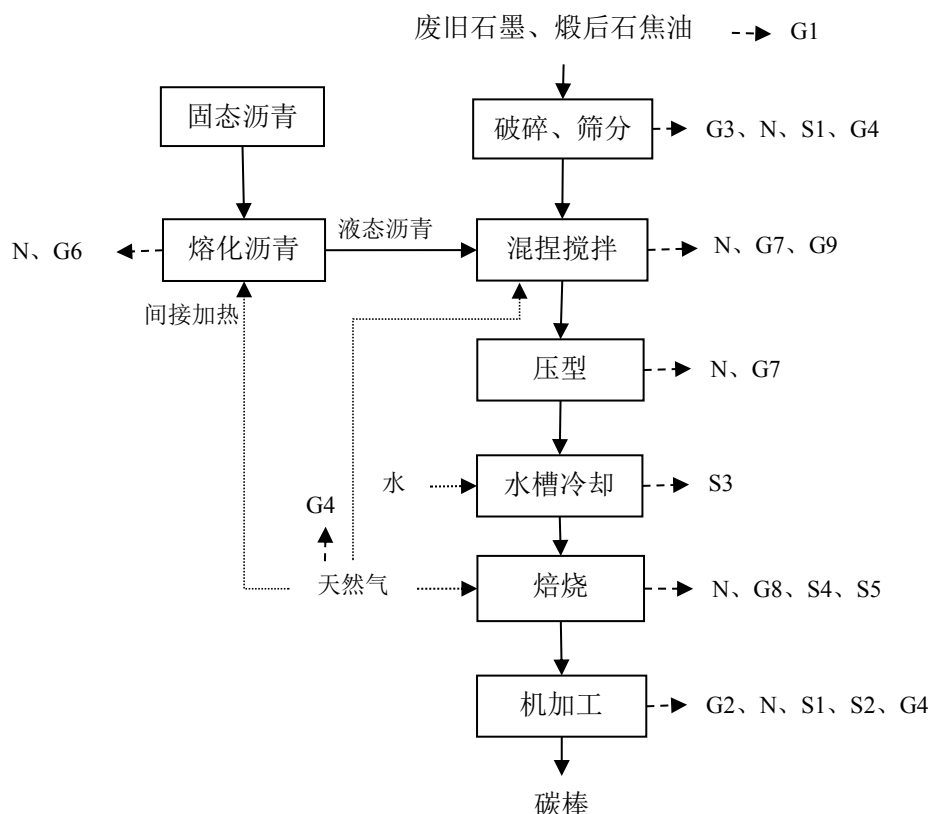 废旧石墨、煅后石焦油
G1
固态沥青
破碎、筛分
G3、N、S1、G4
N、G6
熔化沥青
液态沥青
混捏搅拌
N、G7、G9
间接加热
压型
N、G7
水
水槽冷却
S3
G4
天然气
焙烧
N、G8、S4、S5
机加工
G2、N、S1、S2、G4
碳棒